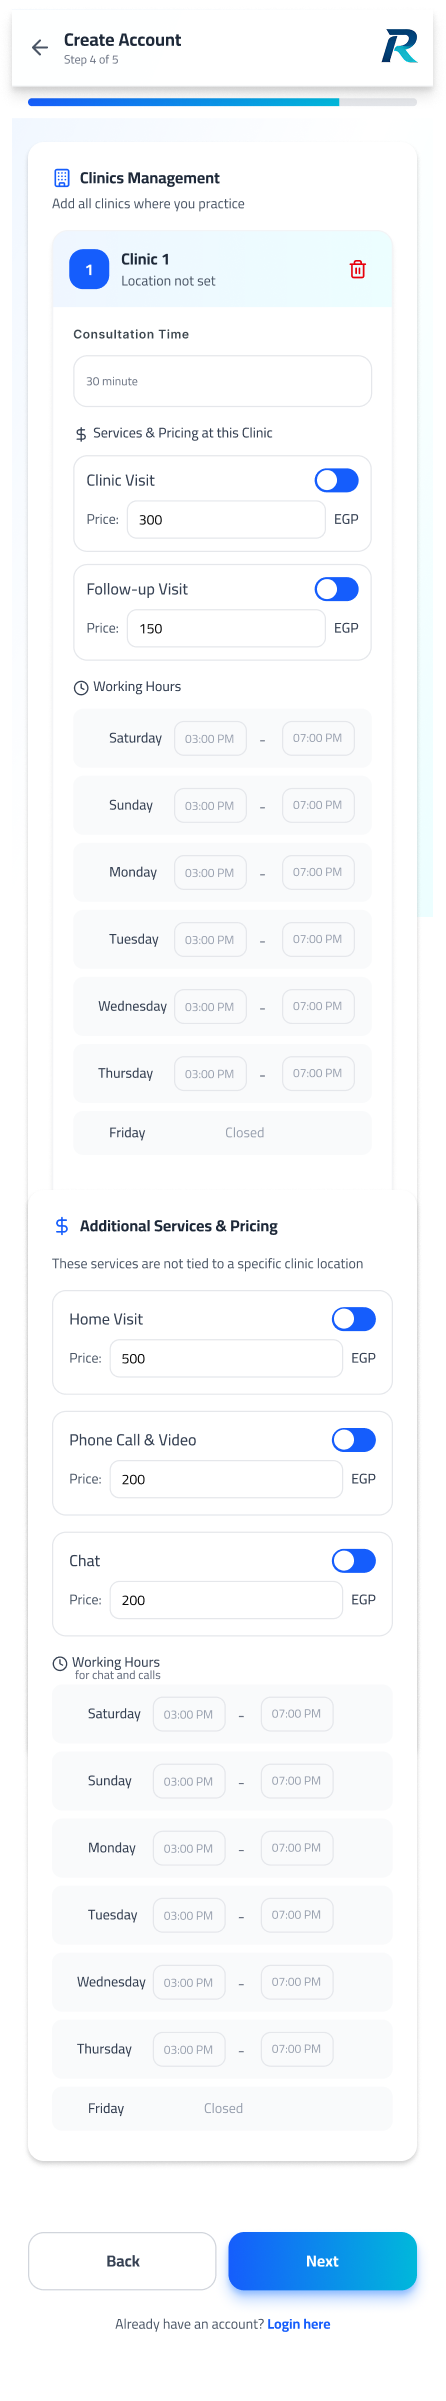 Create Account
Step 4 of 5
Clinics Management
Add all clinics where you practice
1
Clinic 1
Location not set
Consultation Time
30 minute
Services & Pricing at this Clinic
Clinic Visit
Price: 300 EGP
Follow-up Visit
Price: 150 EGP
Working Hours
Saturday 03:00 PM - 07:00 PM
Sunday 03:00 PM - 07:00 PM
Monday 03:00 PM - 07:00 PM
Tuesday 03:00 PM - 07:00 PM
Wednesday 03:00 PM - 07:00 PM
Thursday 03:00 PM - 07:00 PM
Friday Closed
Additional Services & Pricing
These services are not tied to a specific clinic location
Home Visit
Price: 500 EGP
Phone Call & Video
Price: 200 EGP
Chat
Price: 200 EGP
Working Hours
for chat and calls
Saturday 03:00 PM - 07:00 PM
Sunday 03:00 PM - 07:00 PM
Monday 03:00 PM - 07:00 PM
Tuesday 03:00 PM - 07:00 PM
Wednesday 03:00 PM - 07:00 PM
Thursday 03:00 PM - 07:00 PM
Friday Closed
Back
Next
Already have an account? Login here